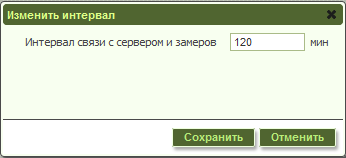 Изменить интервал
Интервал связи с сервером и замеров 120 мин
Сохранить Отменить